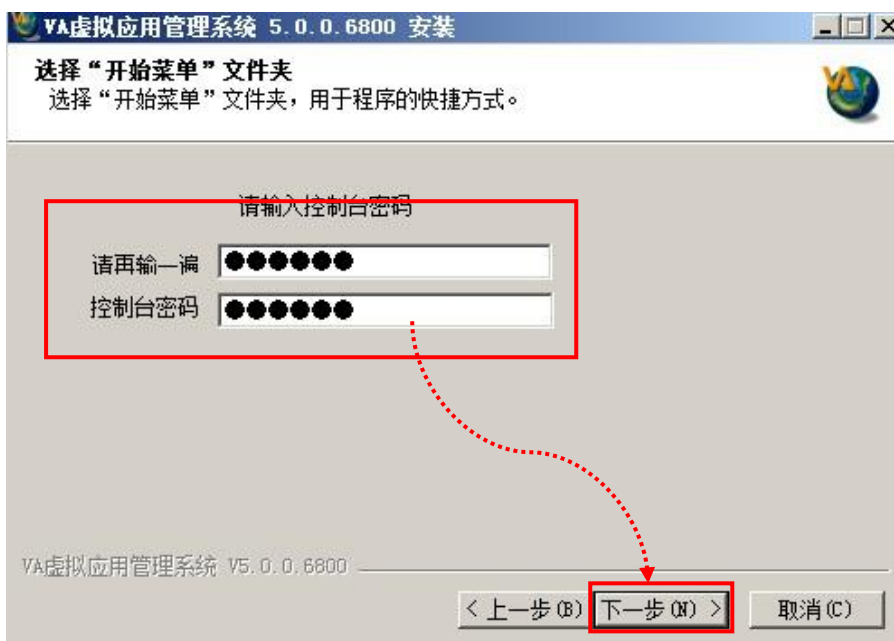 VA虚拟应用管理系统 5.0.0.6800 安装
选择“开始菜单”文件夹
选择“开始菜单”文件夹，用于程序的快捷方式。
VA
请输入控制台密码
请再输一遍 ●●●●●●
控制台密码 ●●●●●●
VA虚拟应用管理系统 V5.0.0.6800
< 上一步(B) 下一步(N) > 取消(C)